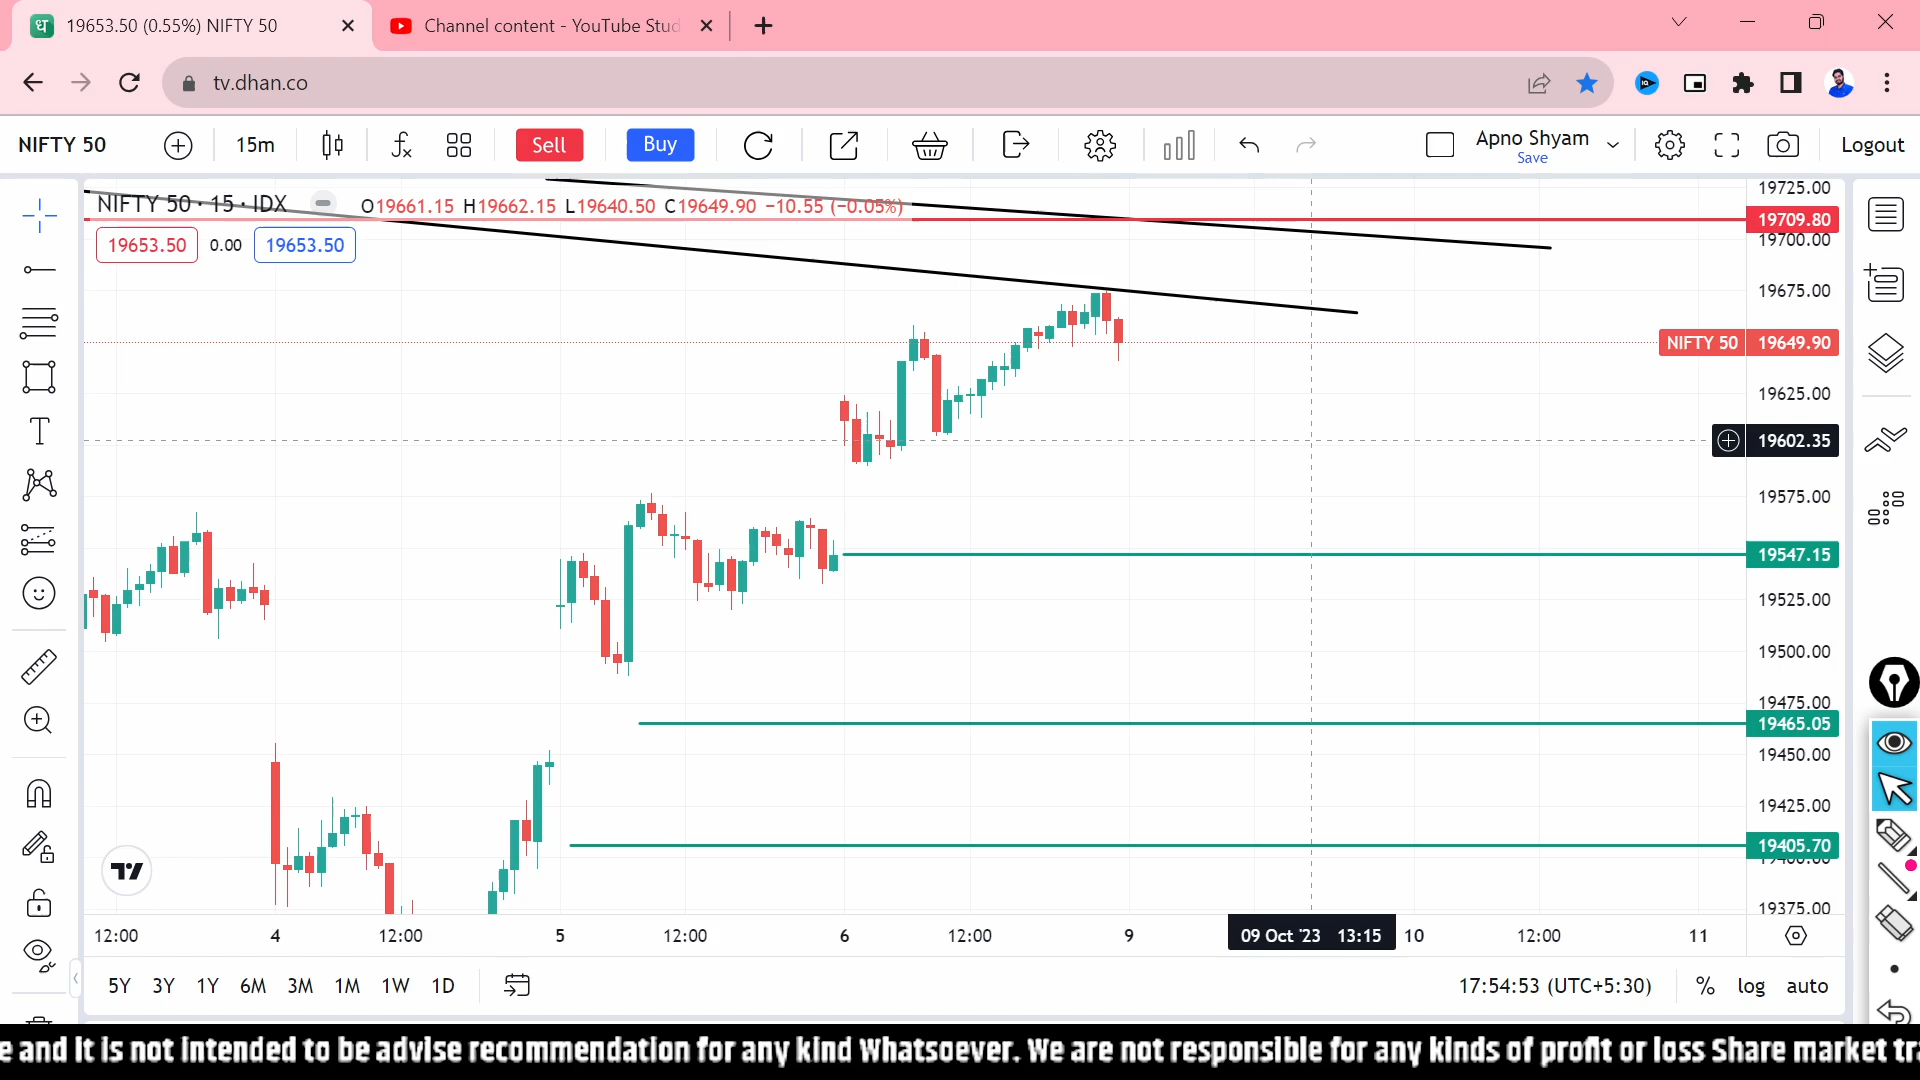 धा 19653.50 (0.55%) NIFTY 50
Channel content - YouTube Stud
tv.dhan.co
NIFTY 50 15m Sell Buy Apno Shyam Logout
Save
NIFTY 50 · 15 · IDX O19661.15 H19662.15 L19640.50 C19649.90 −10.55 (−0.05%)
19653.50 0.00 19653.50
19725.00
19709.80
19700.00
19675.00
NIFTY 50 19649.90
19625.00
19602.35
19575.00
19547.15
19525.00
19500.00
19475.00
19465.05
19450.00
19425.00
19405.70
19400.00
19375.00
12:00 4 12:00 5 12:00 6 12:00 9 09 Oct '23 13:15 10 12:00 11
5Y 3Y 1Y 6M 3M 1M 1W 1D 17:54:53 (UTC+5:30) % log auto
e and it is not intended to be advise recommendation for any kind Whatsoever. We are not responsible for any kinds of profit or loss Share market tr